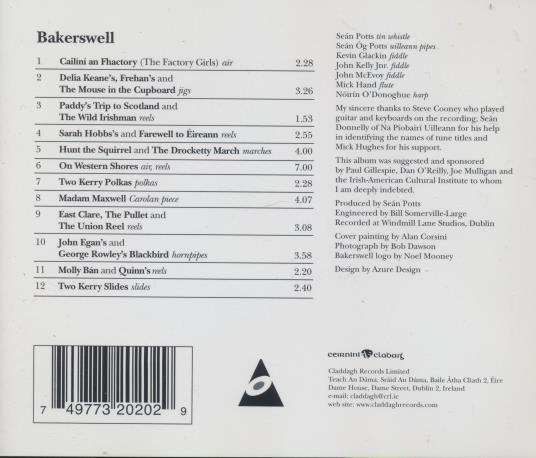 Bakerswell
1 Cailíní an Fhactory (The Factory Girls) air 2.28
2 Delia Keane's, Frehan's and
The Mouse in the Cupboard jigs 3.26
3 Paddy's Trip to Scotland and
The Wild Irishman reels 1.53
4 Sarah Hobbs's and Farewell to Éireann reels 2.55
5 Hunt the Squirrel and The Drocketty March marches 4.00
6 On Western Shores air, reels 7.00
7 Two Kerry Polkas polkas 2.28
8 Madam Maxwell Carolan piece 4.07
9 East Clare, The Pullet and
The Union Reel reels 3.08
10 John Egan's and
George Rowley's Blackbird hornpipes 3.58
11 Molly Bán and Quinn's reels 2.20
12 Two Kerry Slides slides 2.40
Seán Potts tin whistle
Seán Óg Potts uilleann pipes
Kevin Glackin fiddle
John Kelly Jnr. fiddle
John McEvoy fiddle
Mick Hand flute
Nóirín O'Donoghue harp
My sincere thanks to Steve Cooney who played
guitar and keyboards on the recording; Seán
Donnelly of Na Píobairí Uilleann for his help
in identifying the names of tune titles and
Mick Hughes for his support.
This album was suggested and sponsored
by Paul Gillespie, Dan O'Reilly, Joe Mulligan and
the Irish-American Cultural Institute to whom
I am deeply indebted.
Produced by Seán Potts
Engineered by Bill Somerville-Large
Recorded at Windmill Lane Studios, Dublin
Cover painting by Alan Corsini
Photograph by Bob Dawson
Bakerswell logo by Noel Mooney
Design by Azure Design
ceirníní cladaig
Claddagh Records Limited
Teach An Dáma, Sráid An Dáma, Baile Átha Cliath 2, Éire
Dame House, Dame Street, Dublin 2, Ireland
e-mail: claddagh@crl.ie
web site: www.claddaghrecords.com
7 49773 20202 9